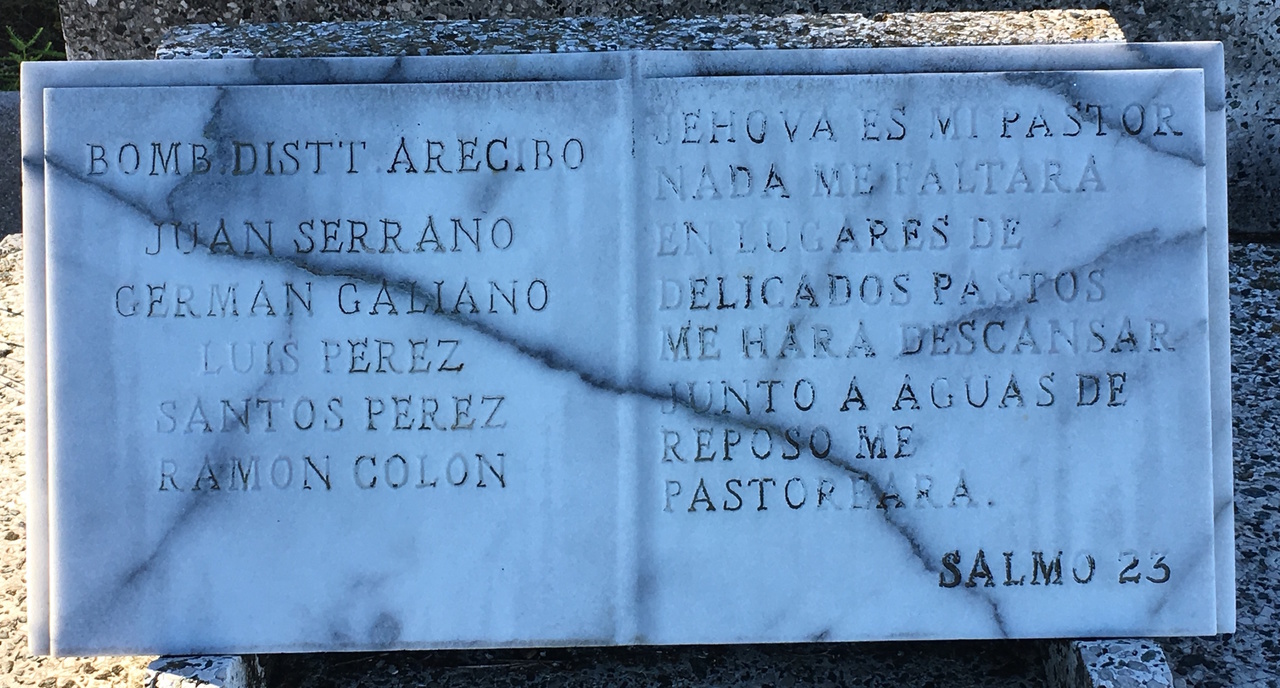 BOMB.DISTT.ARECIBO
JUAN SERRANO
GERMAN GALIANO
LUIS PEREZ
SANTOS PEREZ
RAMON COLON
JEHOVA ES MI PASTOR
NADA ME FALTARA
EN LUGARES DE
DELICADOS PASTOS
ME HARA DESCANSAR
JUNTO A AGUAS DE
REPOSO ME
PASTOREARA.
SALMO 23